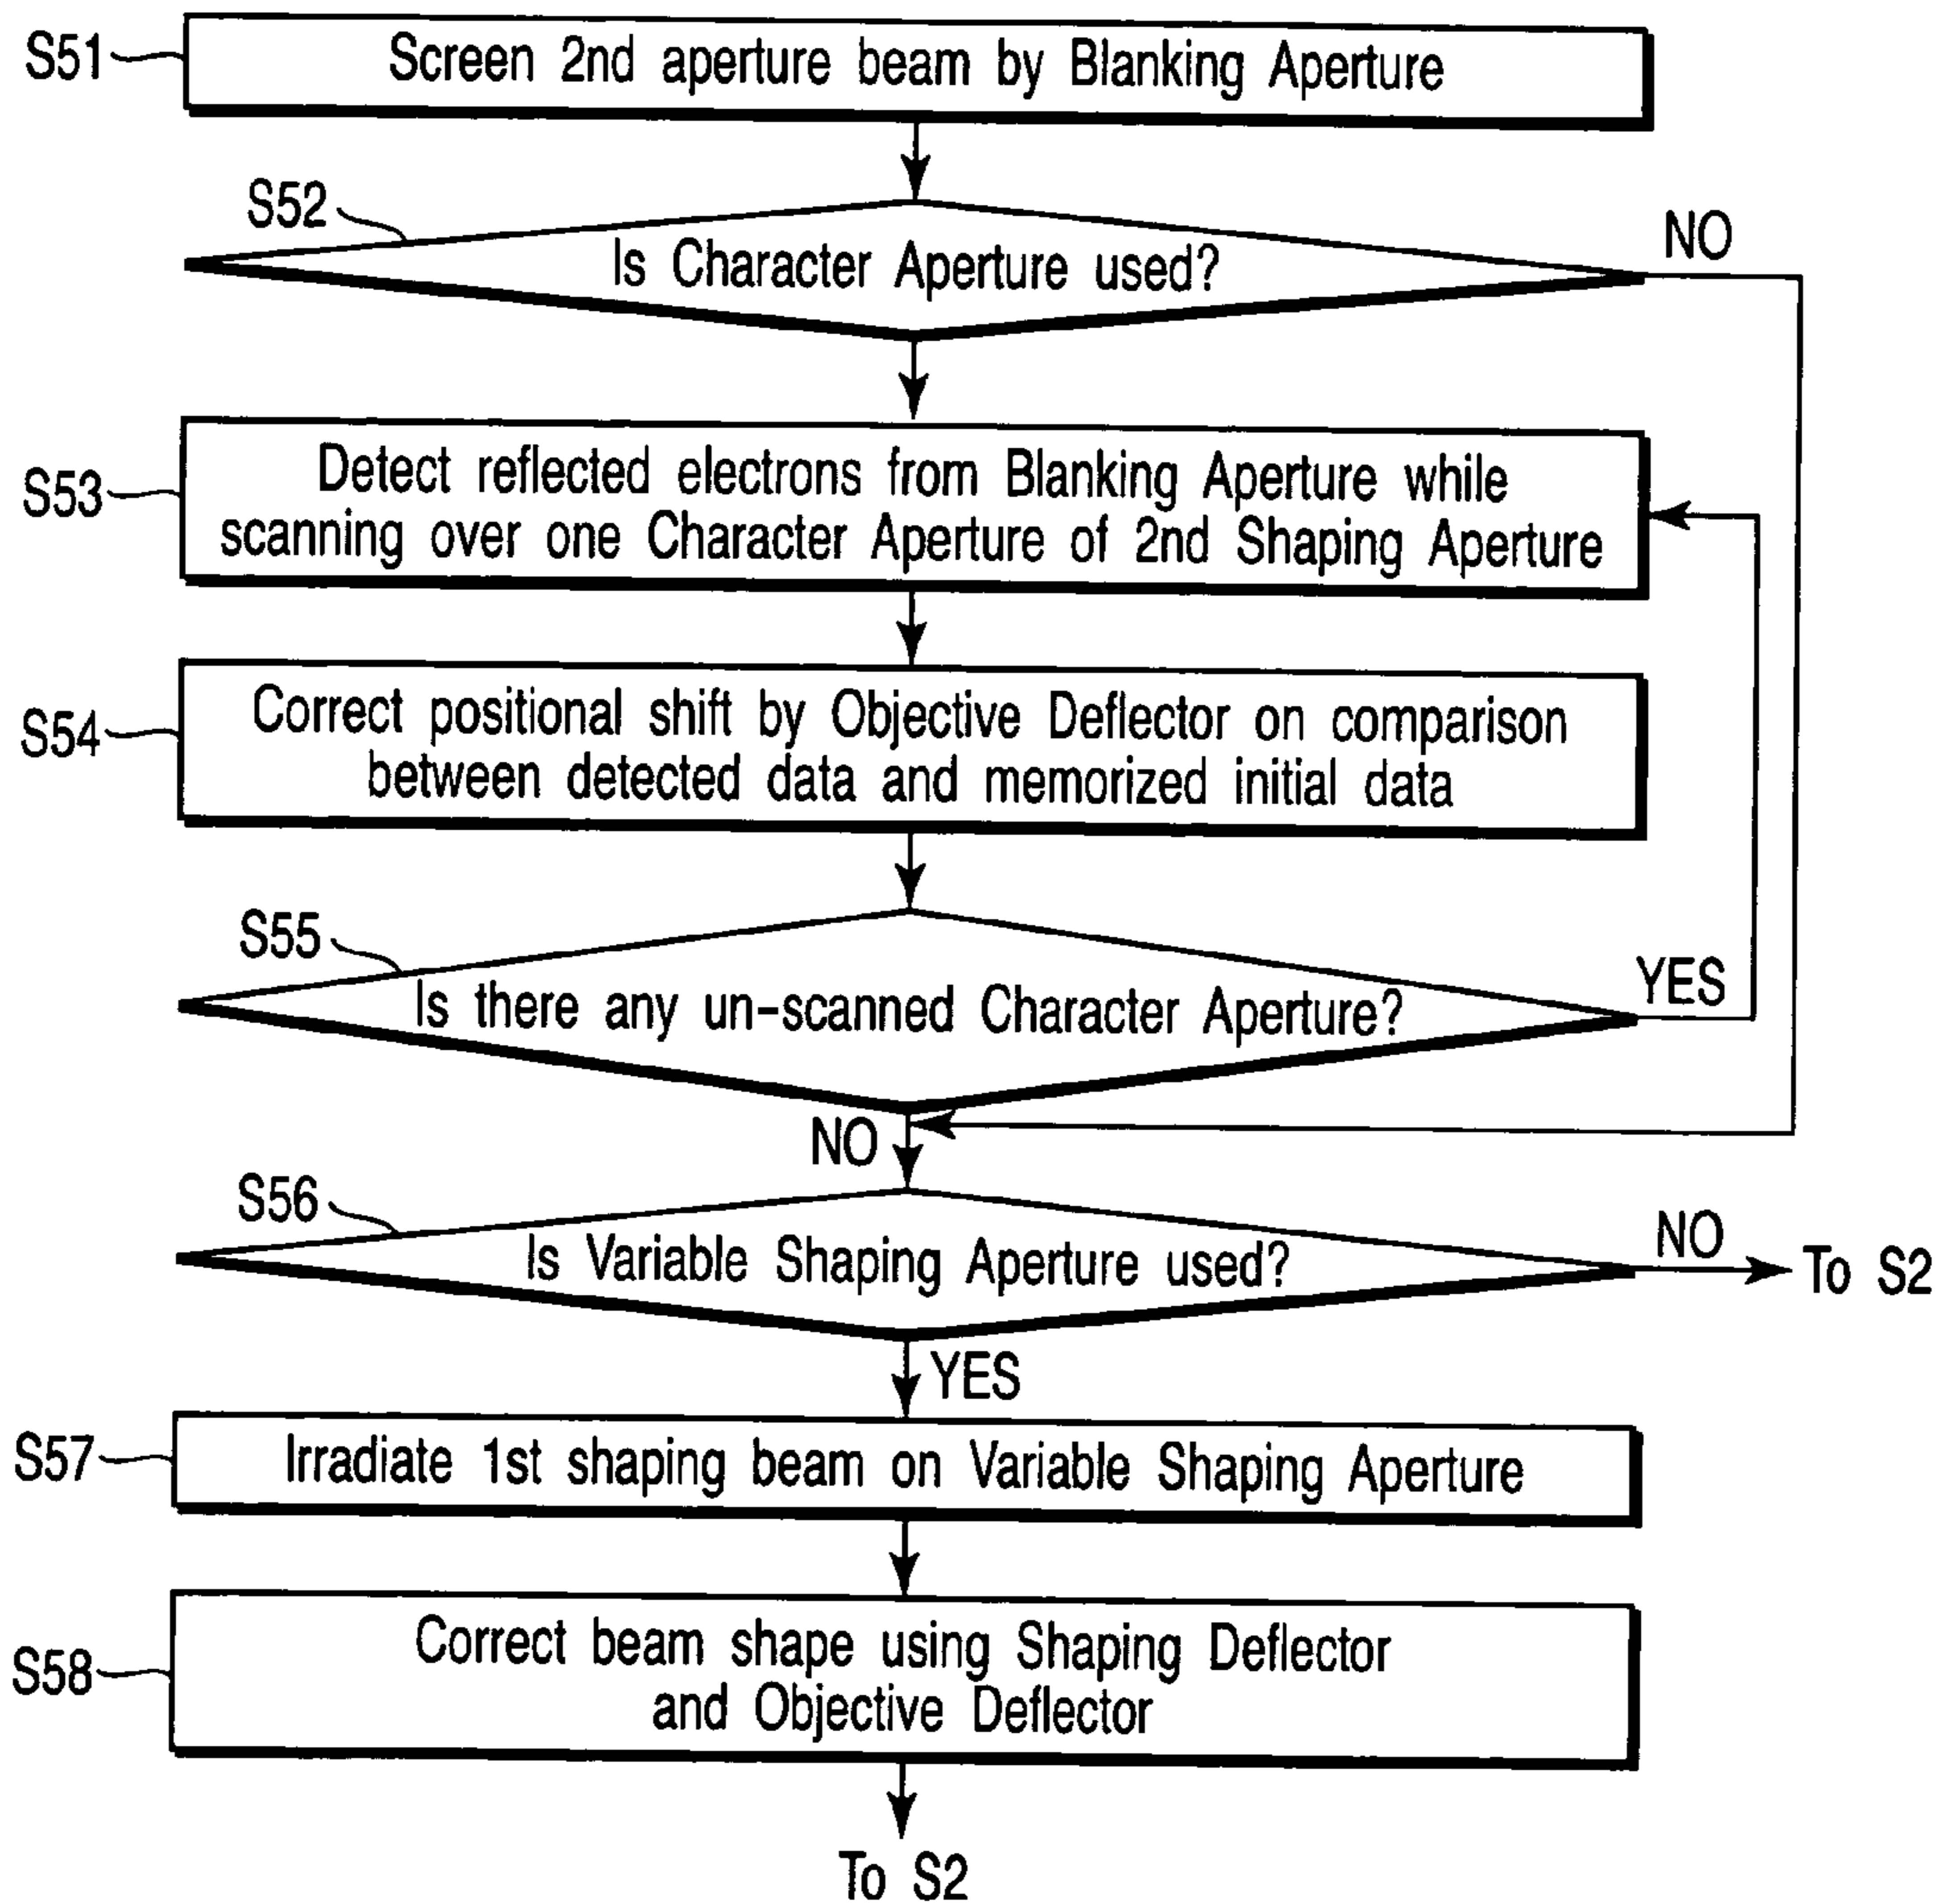 S51
Screen 2nd aperture beam by Blanking Aperture
S52
Is Character Aperture used?
NO
S53
Detect reflected electrons from Blanking Aperture while
scanning over one Character Aperture of 2nd Shaping Aperture
S54
Correct positional shift by Objective Deflector on comparison
between detected data and memorized initial data
S55
Is there any un-scanned Character Aperture?
YES
NO
S56
Is Variable Shaping Aperture used?
NO
To S2
YES
S57
Irradiate 1st shaping beam on Variable Shaping Aperture
S58
Correct beam shape using Shaping Deflector
and Objective Deflector
To S2